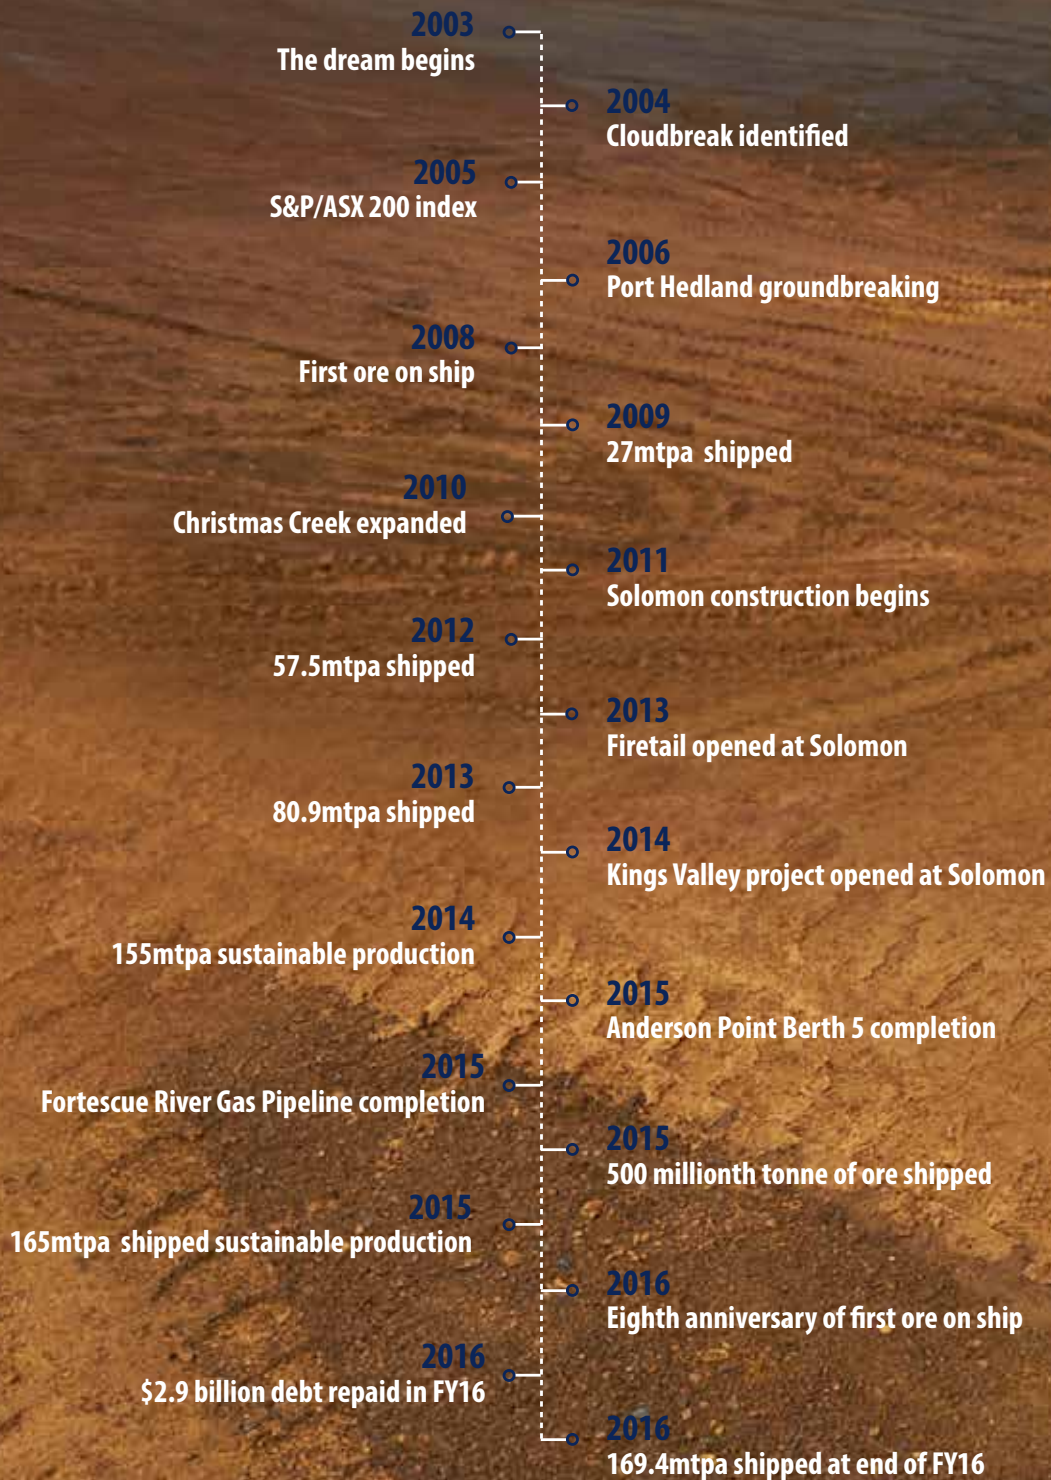 2003
The dream begins
2004
Cloudbreak identified
2005
S&P/ASX 200 index
2006
Port Hedland groundbreaking
2008
First ore on ship
2009
27mtpa  shipped
2010
Christmas Creek expanded
2011
Solomon construction begins
2012
57.5mtpa shipped
2013
Firetail opened at Solomon
2013
80.9mtpa shipped
2014
Kings Valley project opened at Solomon
2014
155mtpa sustainable production
2015
Anderson Point Berth 5 completion
2015
Fortescue River Gas Pipeline completion
2015
500 millionth tonne of ore shipped
2015
165mtpa  shipped sustainable production
2016
Eighth anniversary of first ore on ship
2016
$2.9 billion debt repaid in FY16
2016
169.4mtpa shipped at end of FY16